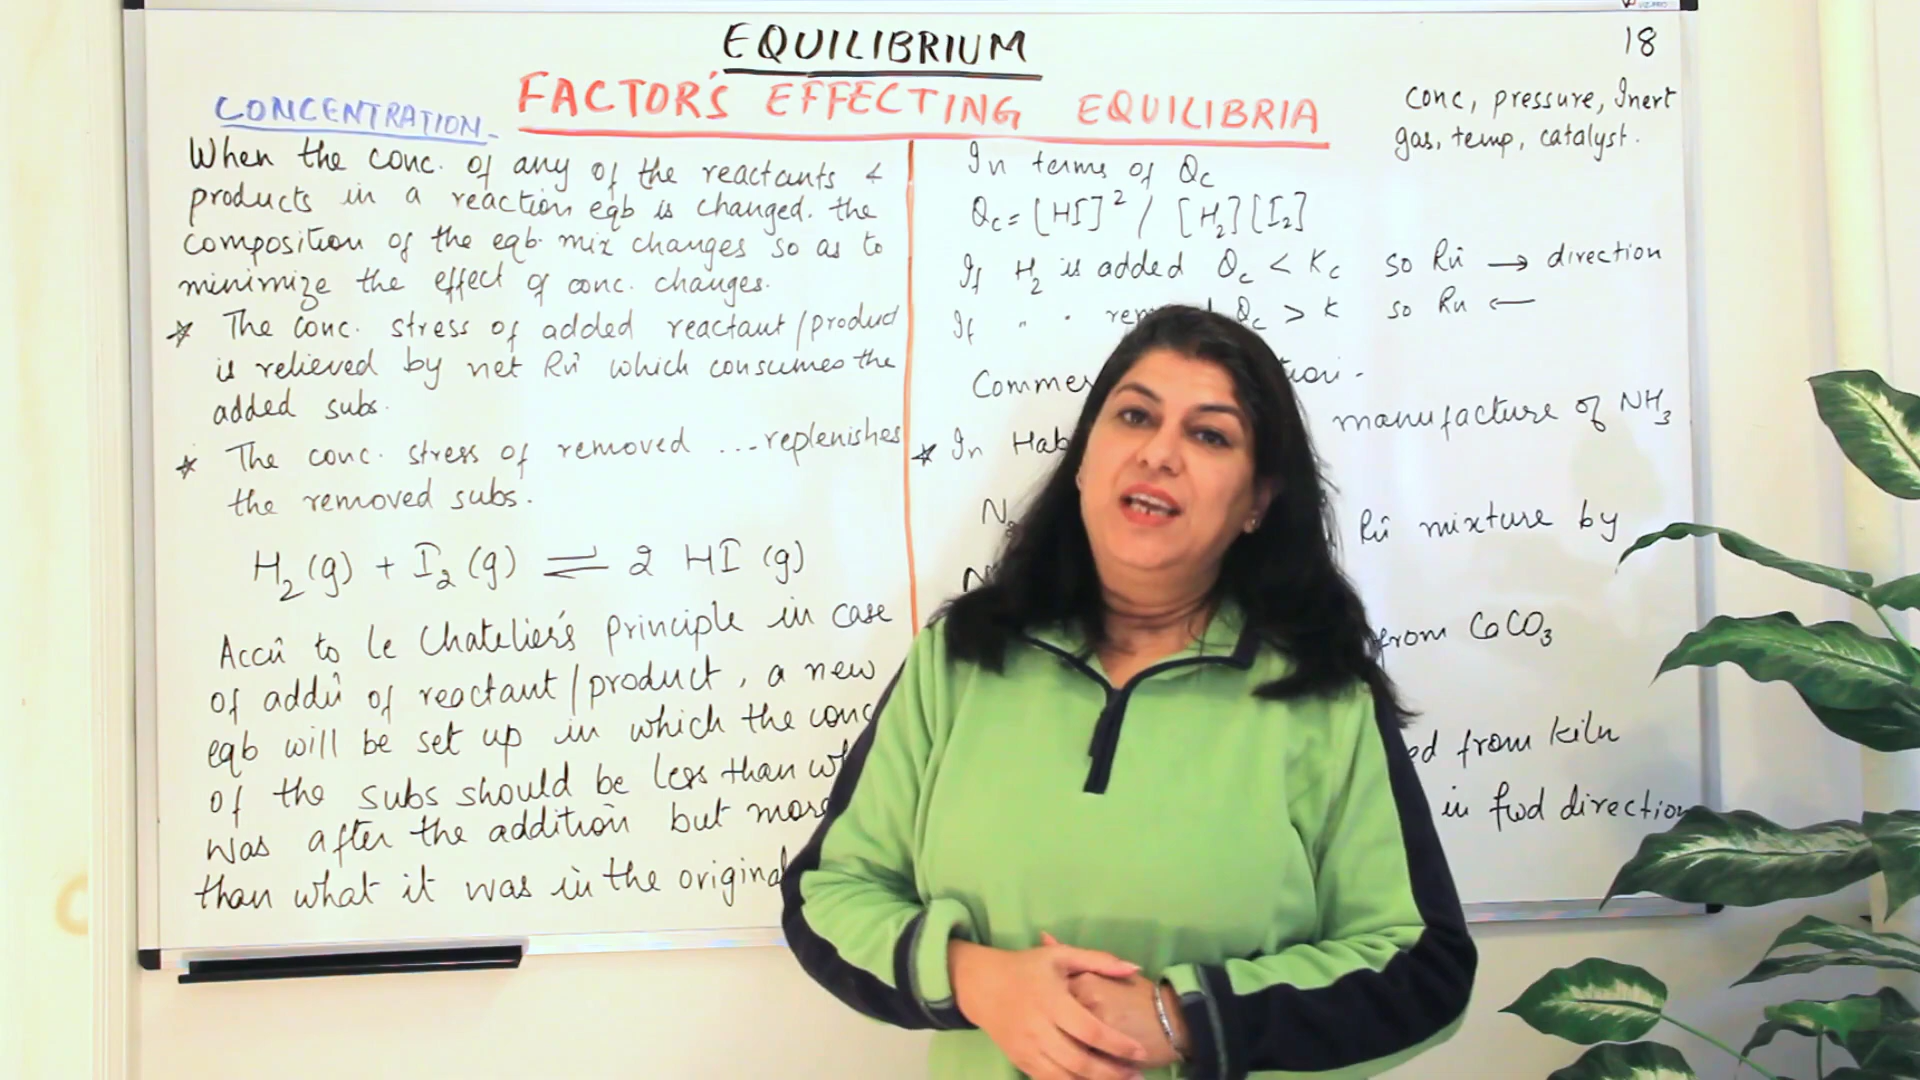 EQUILIBRIUM
18
FACTOR'S EFFECTING EQUILIBRIA
conc, pressure, Inert
gas, temp, catalyst.
CONCENTRATION
When the conc. of any of the reactants &
products in a reaction eqb is changed. the
composition of the eqb. mix changes so as to
minimize the effect of conc. changes.
☆ The conc. stress of added reactant/product
is relieved by net Rn̂ which consumes the
added subs.
☆ The conc. stress of removed ...replenishes
the removed subs.
H₂(g) + I₂(g) ⇌ 2 HI (g)
Accn̂ to le Chatelier's principle in case
of addn̂ of reactant/product, a new
eqb will be set up in which the conc
of the subs should be less than
was after the addition but more
than what it was in the original
In terms of Qc
Qc = [HI]² / [H₂][I₂]
If H₂ is added Qc < Kc so Rn̂ → direction
If " " Qc > K so Rn ←
☆ In manufacture of NH₃
Rn̂ mixture by
from CaCO₃
from kiln
in fwd direction